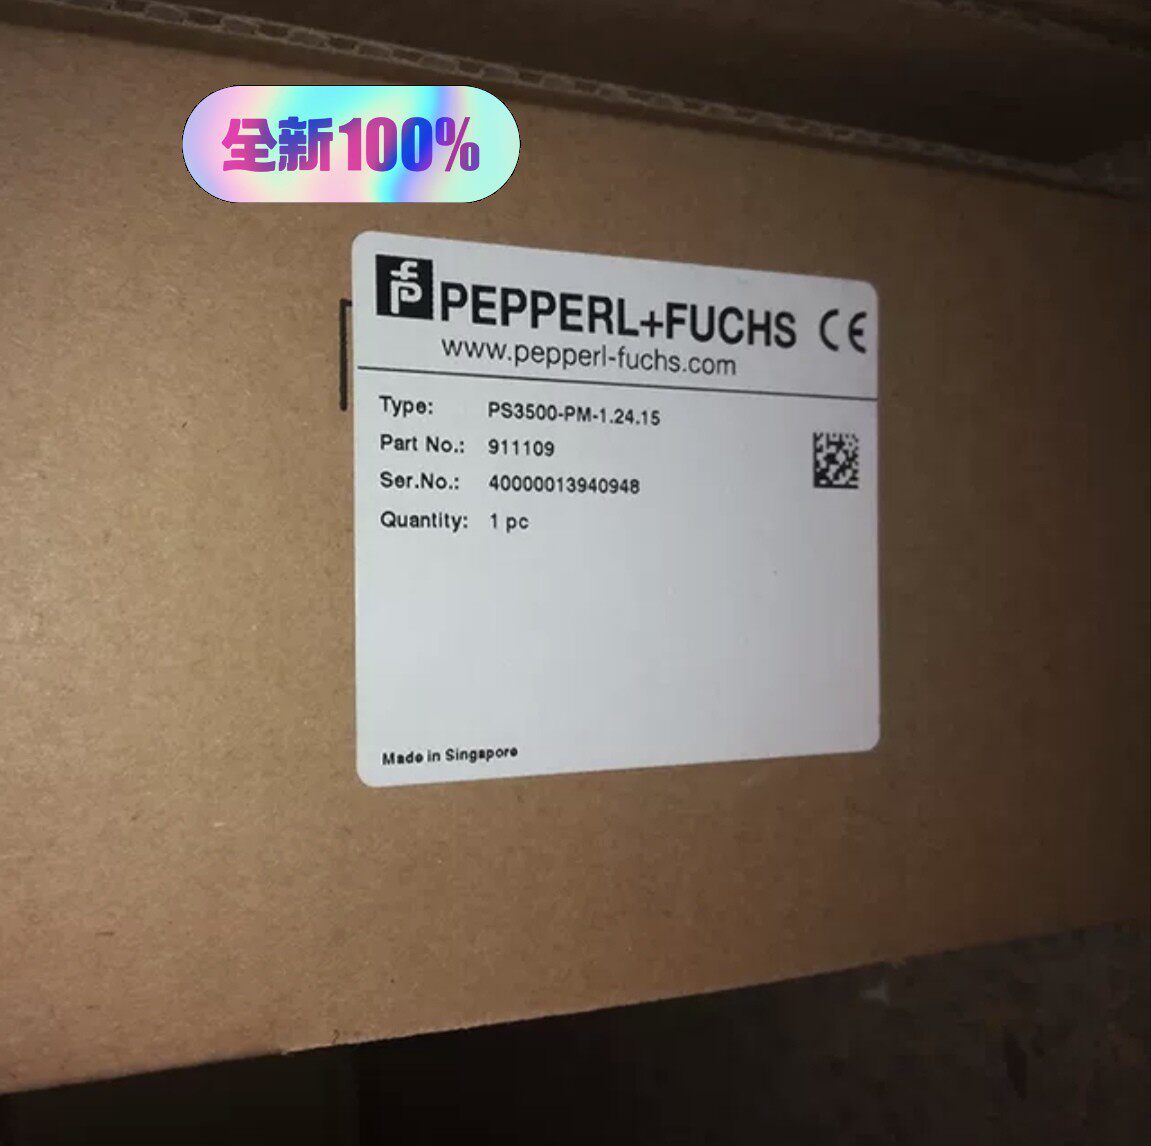 全新100%
PEPPERL+FUCHS CE
www.pepperl-fuchs.com
Type: PS3500-PM-1.24.15
Part No.: 911109
Ser.No.: 40000013940948
Quantity: 1 pc
Made in Singapore